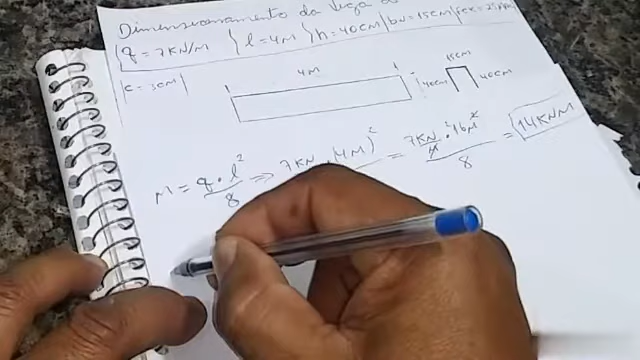 Dimensionamento da Viga
q = 7KN/M { l = 4M } h = 40cm | bw = 15cm | Fck = 25MPa
c = 3cm
4M
15cm
40cm
40cm
M = q · l² / 8 => 7KN · (4M)² = 7KN/M · 16M² / 8 = 14KNM